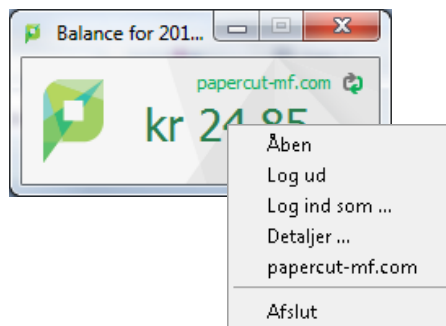 Balance for 201...
papercut-mf.com
kr 24,85
Åben
Log ud
Log ind som ...
Detaljer ...
papercut-mf.com
Afslut